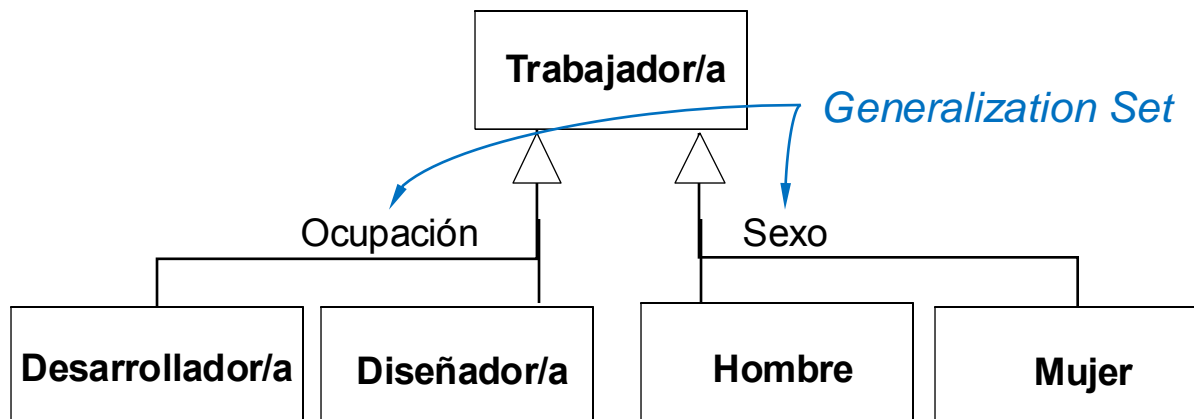 Trabajador/a
Generalization Set
Ocupación
Sexo
Desarrollador/a
Diseñador/a
Hombre
Mujer